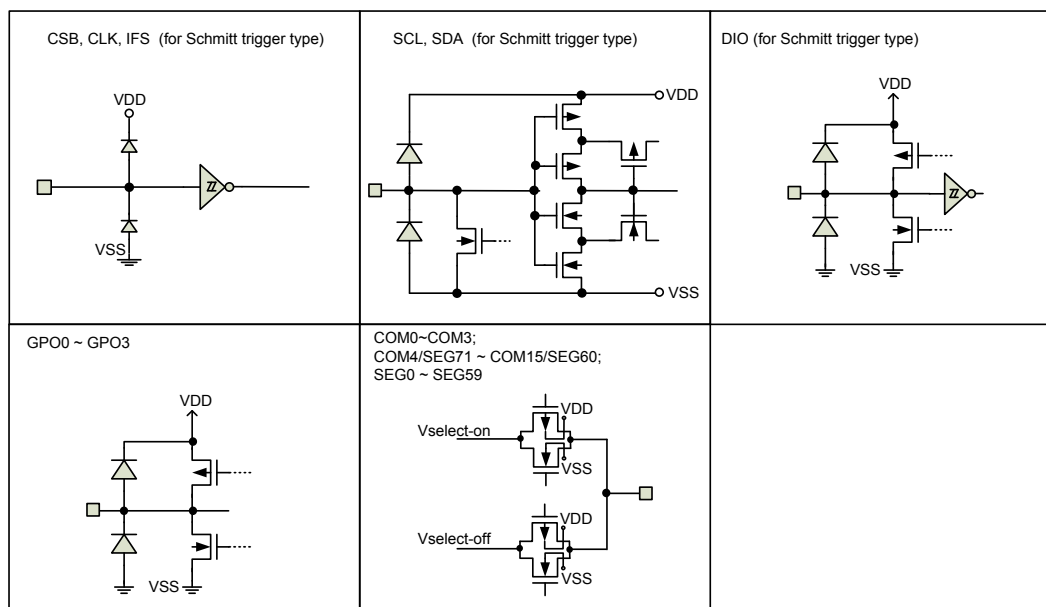 CSB, CLK, IFS (for Schmitt trigger type)
VDD
VSS
SCL, SDA (for Schmitt trigger type)
VDD
VSS
DIO (for Schmitt trigger type)
VDD
VSS
GPO0 ~ GPO3
VDD
VSS
COM0~COM3;
COM4/SEG71 ~ COM15/SEG60;
SEG0 ~ SEG59
VDD
Vselect-on
VSS
VDD
Vselect-off
VSS